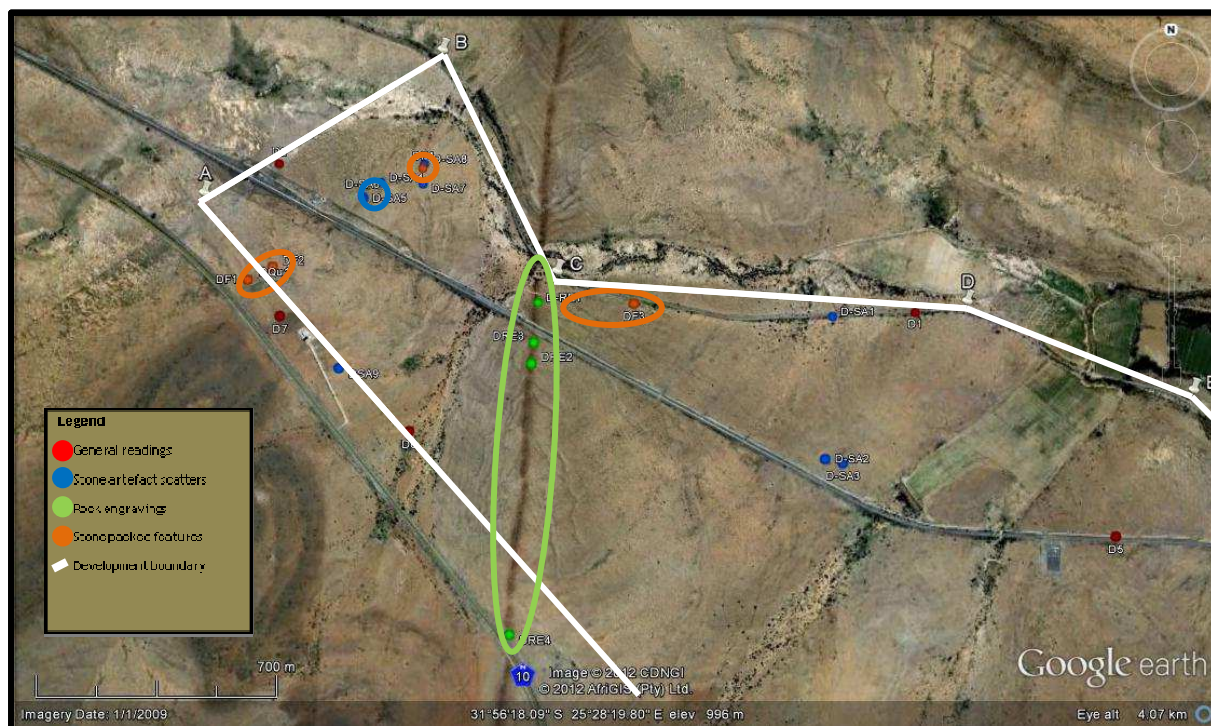 N
B
D-SA8
D-SA7
D-SA5
A
DF2
DF1
C
D
DF3
D-SA1
D1
D7
DRE3
DRE2
D-SA9
D-SA2
D-SA3
D5
Legend
General readings
Stone artefact scatters
Rock engravings
Stone packed features
Development boundary
DRE4
10
700 m
Image © 2012 CDNGI
© 2012 AfriGIS (Pty) Ltd.
Google earth
Imagery Date: 1/1/2009
31°56'18.09" S 25°28'19.80" E elev 996 m
Eye alt 4.07 km